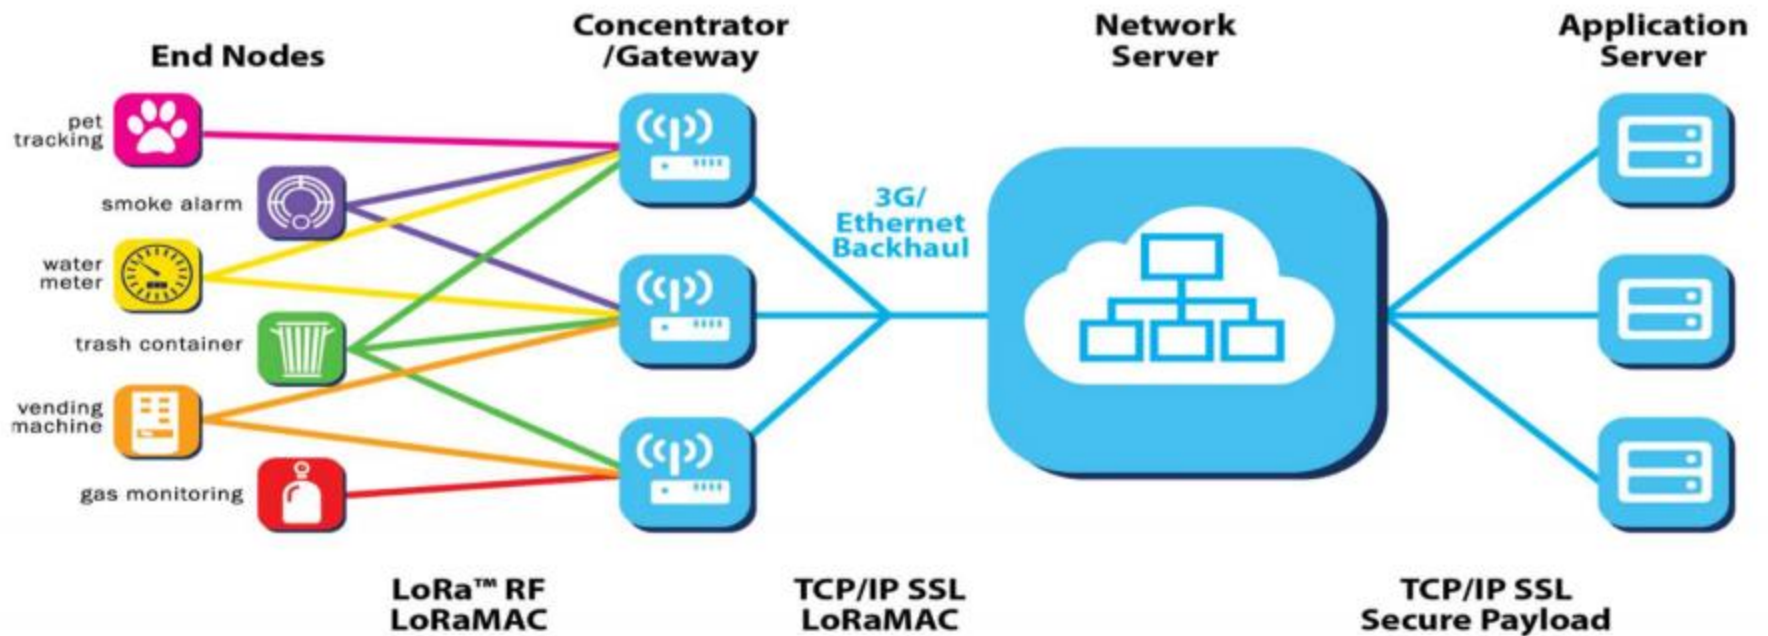 End Nodes
Concentrator
/Gateway
Network
Server
Application
Server
pet
tracking
smoke alarm
water
meter
trash container
vending
machine
gas monitoring
3G/
Ethernet
Backhaul
LoRa™ RF
LoRaMAC
TCP/IP SSL
LoRaMAC
TCP/IP SSL
Secure Payload